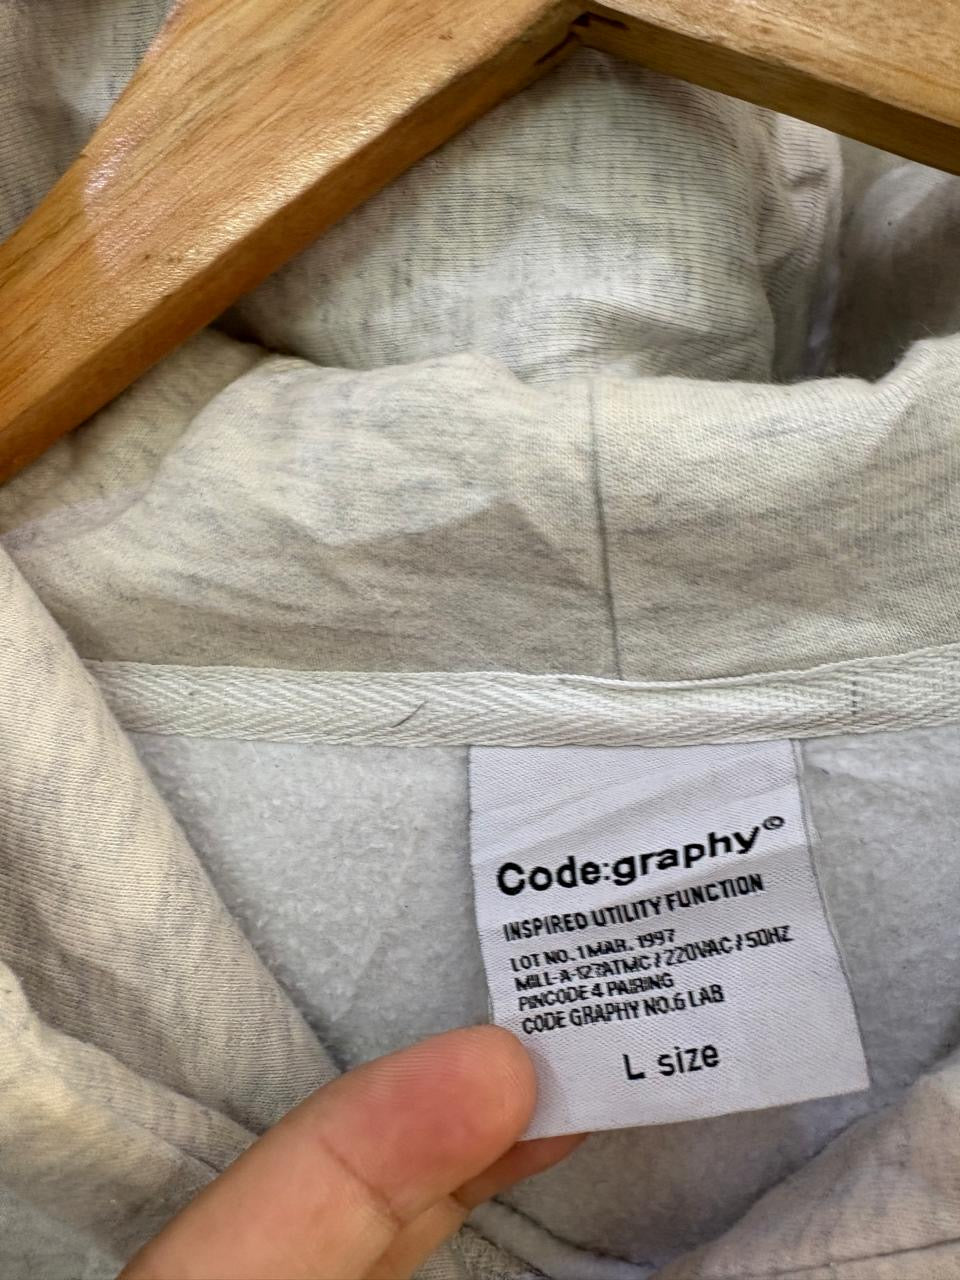 Code:graphy©
INSPIRED UTILITY FUNCTION
LOT NO. 1 MAR. 1997
MILL-A-127ATMC / 220VAC / 50HZ
PINCODE 4 PAIRING
CODE GRAPHY NO.6 LAB
L size